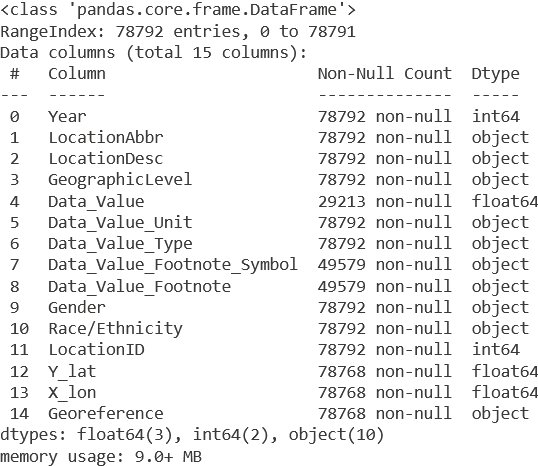 <class 'pandas.core.frame.DataFrame'>
RangeIndex: 78792 entries, 0 to 78791
Data columns (total 15 columns):
 #   Column                     Non-Null Count  Dtype
---  ------                     --------------  -----
 0   Year                       78792 non-null  int64
 1   LocationAbbr               78792 non-null  object
 2   LocationDesc               78792 non-null  object
 3   GeographicLevel            78792 non-null  object
 4   Data_Value                 29213 non-null  float64
 5   Data_Value_Unit            78792 non-null  object
 6   Data_Value_Type            78792 non-null  object
 7   Data_Value_Footnote_Symbol 49579 non-null  object
 8   Data_Value_Footnote        49579 non-null  object
 9   Gender                     78792 non-null  object
 10  Race/Ethnicity             78792 non-null  object
 11  LocationID                 78792 non-null  int64
 12  Y_lat                      78768 non-null  float64
 13  X_lon                      78768 non-null  float64
 14  Georeference               78768 non-null  object
dtypes: float64(3), int64(2), object(10)
memory usage: 9.0+ MB